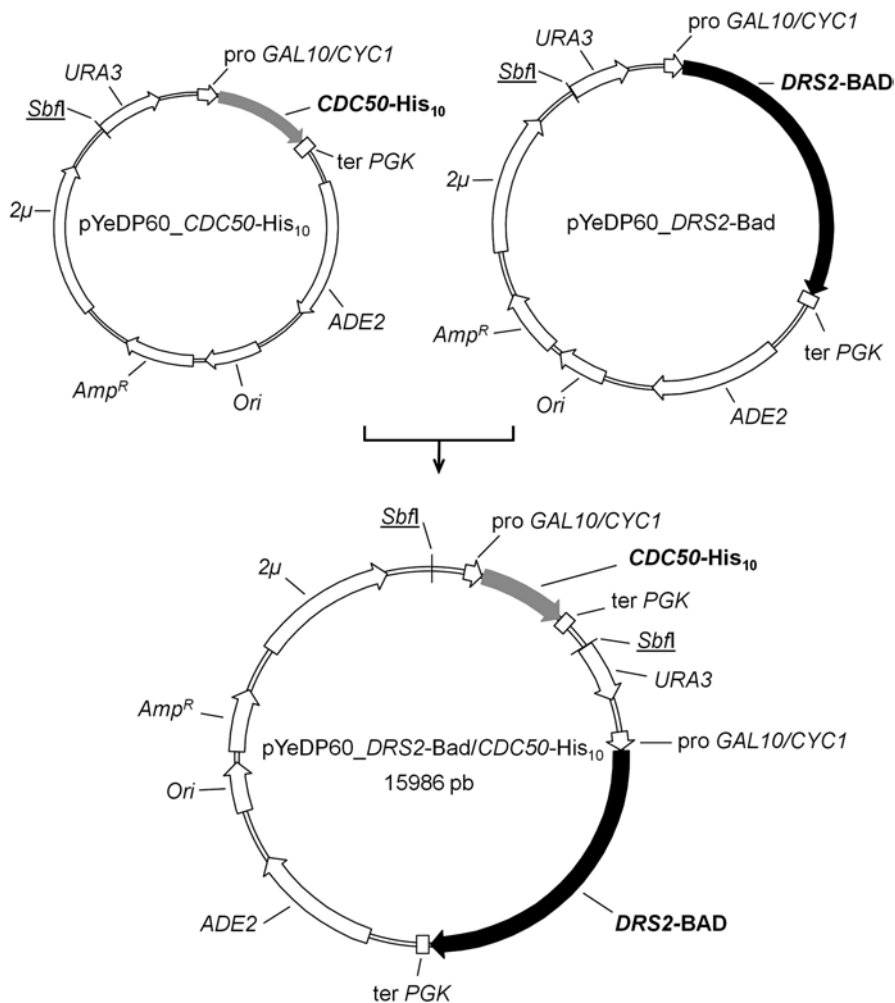 pro GAL10/CYC1
URA3
SbfI
CDC50-His10
ter PGK
2µ
pYeDP60_CDC50-His10
ADE2
AmpR
Ori
pro GAL10/CYC1
URA3
SbfI
DRS2-BAD
2µ
pYeDP60_DRS2-Bad
AmpR
ter PGK
Ori
ADE2
SbfI
pro GAL10/CYC1
CDC50-His10
2µ
ter PGK
SbfI
URA3
AmpR
pYeDP60_DRS2-Bad/CDC50-His10
15986 pb
pro GAL10/CYC1
Ori
ADE2
DRS2-BAD
ter PGK